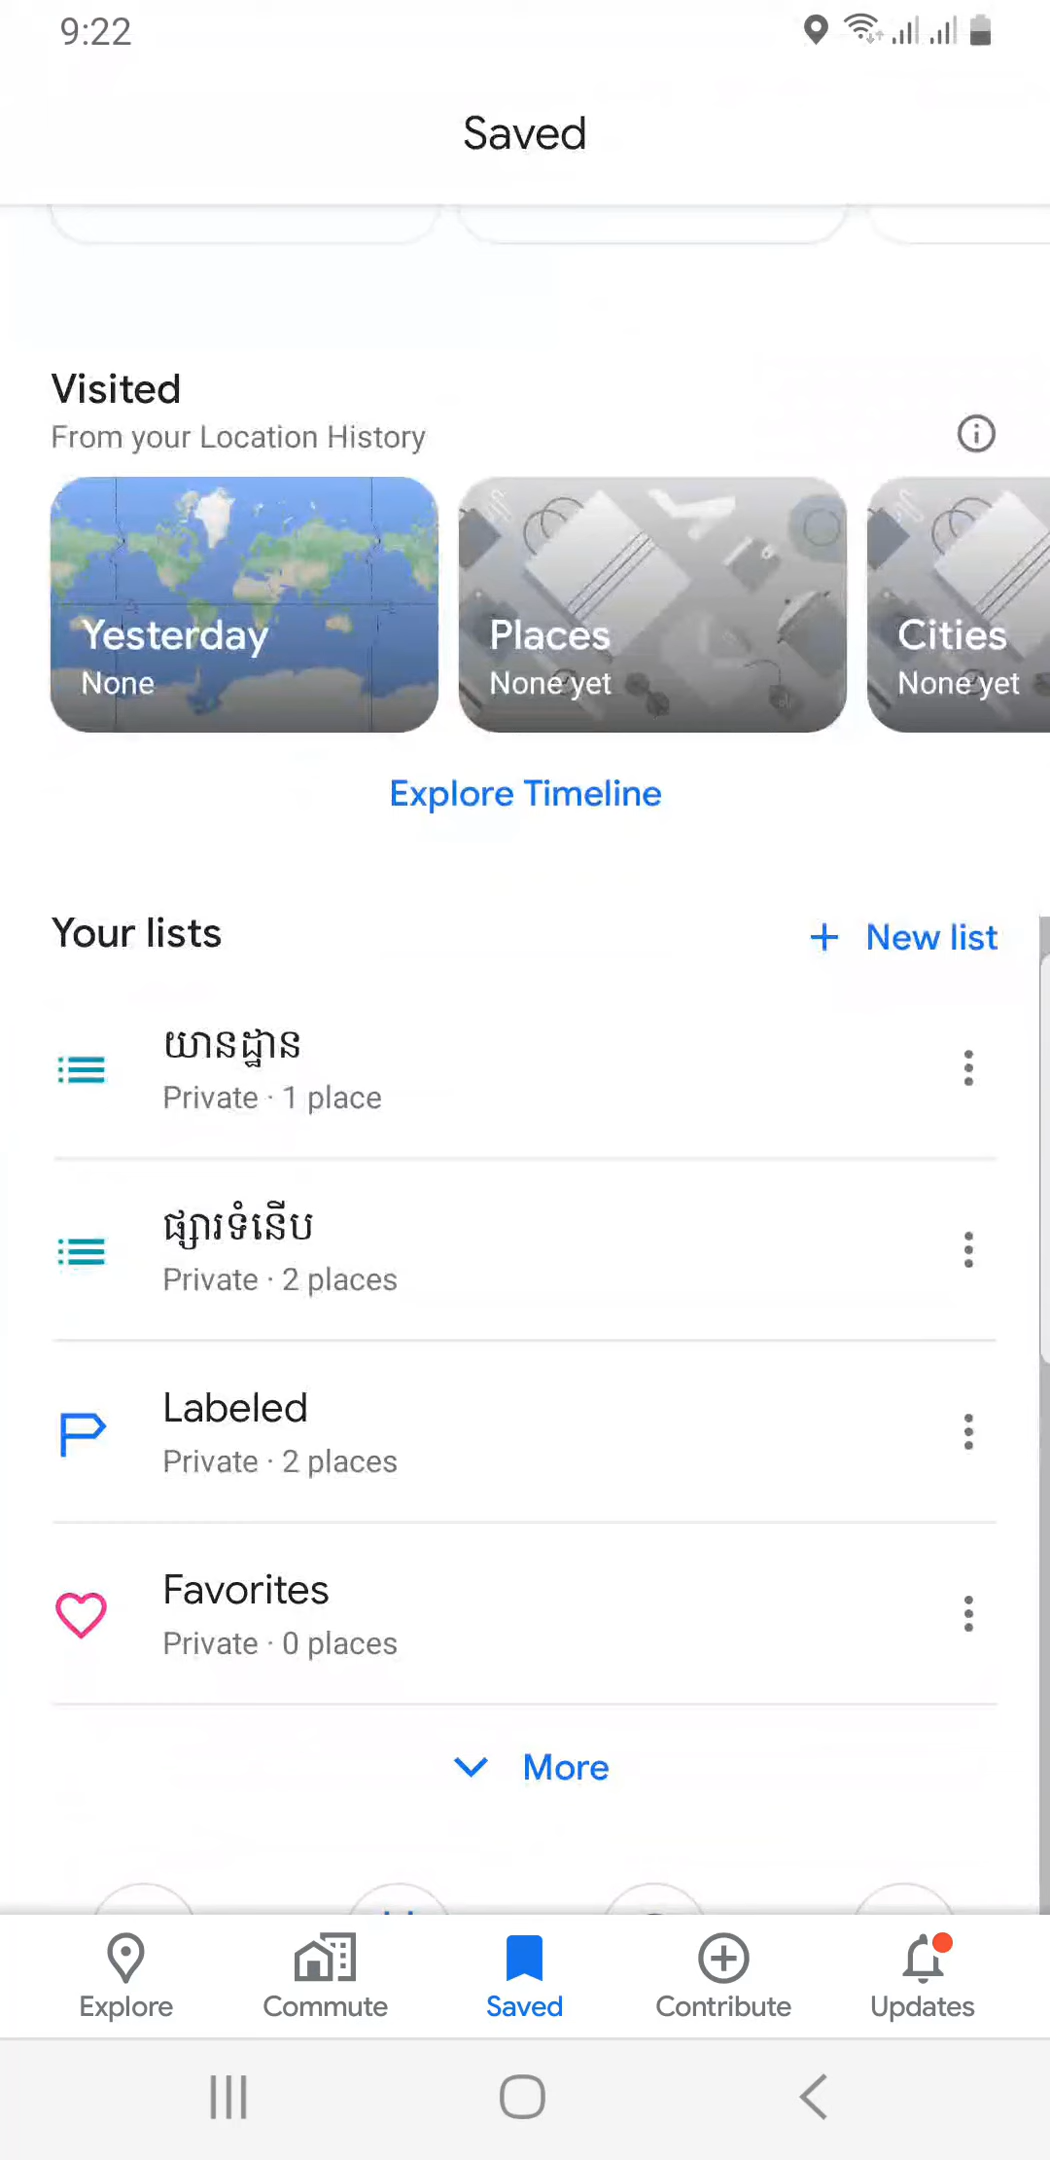 9:22
Saved
Visited
From your Location History
Yesterday
None
Places
None yet
Cities
None yet
Explore Timeline
Your lists
+ New list
យានដ្ឋាន
Private · 1 place
ផ្សារទំនើប
Private · 2 places
Labeled
Private · 2 places
Favorites
Private · 0 places
More
Explore
Commute
Saved
Contribute
Updates